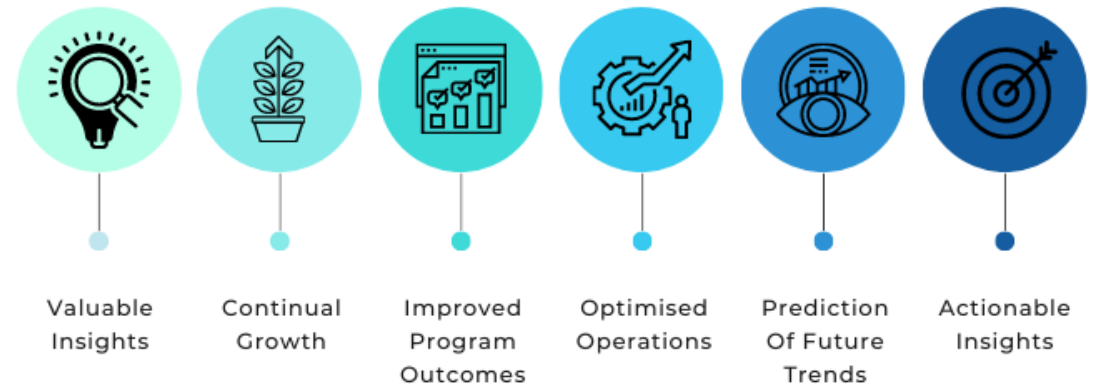 Valuable
Insights
Continual
Growth
Improved
Program
Outcomes
Optimised
Operations
Prediction
Of Future
Trends
Actionable
Insights